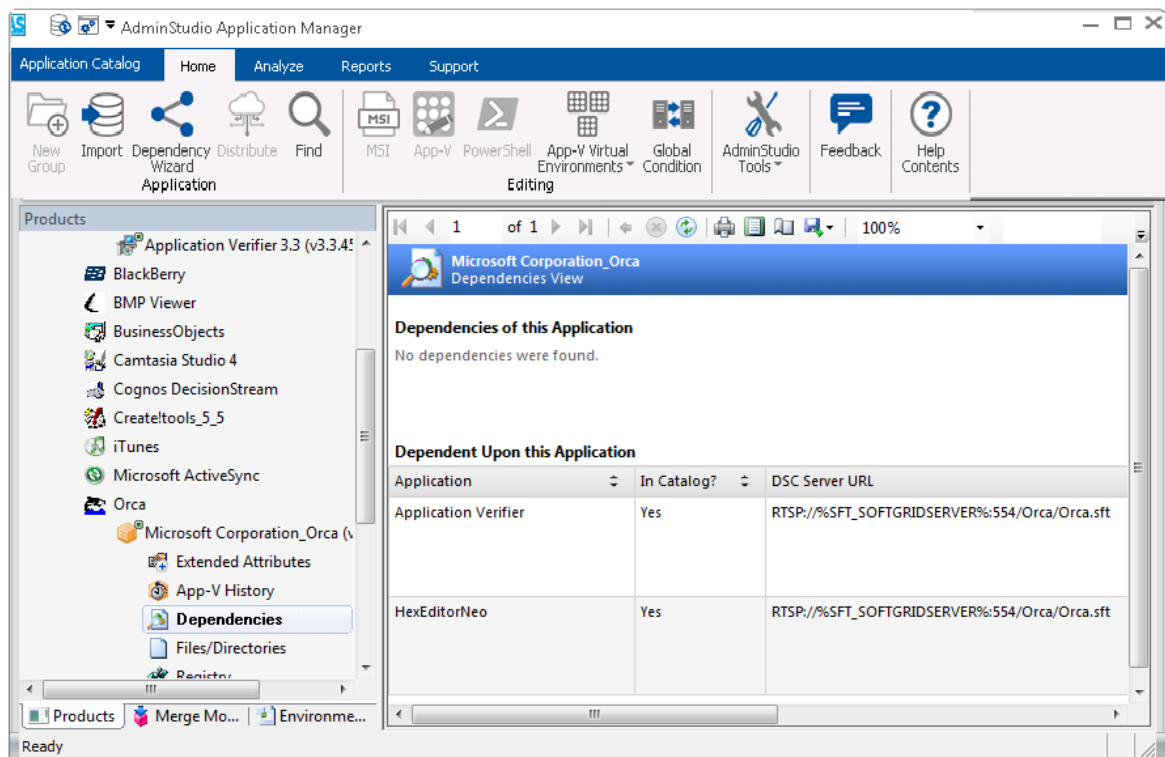 AS
AdminStudio Application Manager
Application Catalog Home Analyze Reports Support
New Group
Import
Dependency Wizard
Distribute
Find
Application
MSI
MSI
App-V
PowerShell
App-V Virtual Environments
Global Condition
Editing
AdminStudio Tools
Feedback
?
Help Contents
Products
Application Verifier 3.3 (v3.3.45
BlackBerry
BMP Viewer
BusinessObjects
Camtasia Studio 4
Cognos DecisionStream
Create!tools_5_5
iTunes
Microsoft ActiveSync
Orca
Microsoft Corporation_Orca (v
Extended Attributes
App-V History
Dependencies
Files/Directories
Registry
Products Merge Mo... Environme...
1 of 1 100%
Microsoft Corporation_Orca
Dependencies View
Dependencies of this Application
No dependencies were found.
Dependent Upon this Application
Application In Catalog? DSC Server URL
Application Verifier Yes RTSP://%SFT_SOFTGRIDSERVER%:554/Orca/Orca.sft
HexEditorNeo Yes RTSP://%SFT_SOFTGRIDSERVER%:554/Orca/Orca.sft
Ready